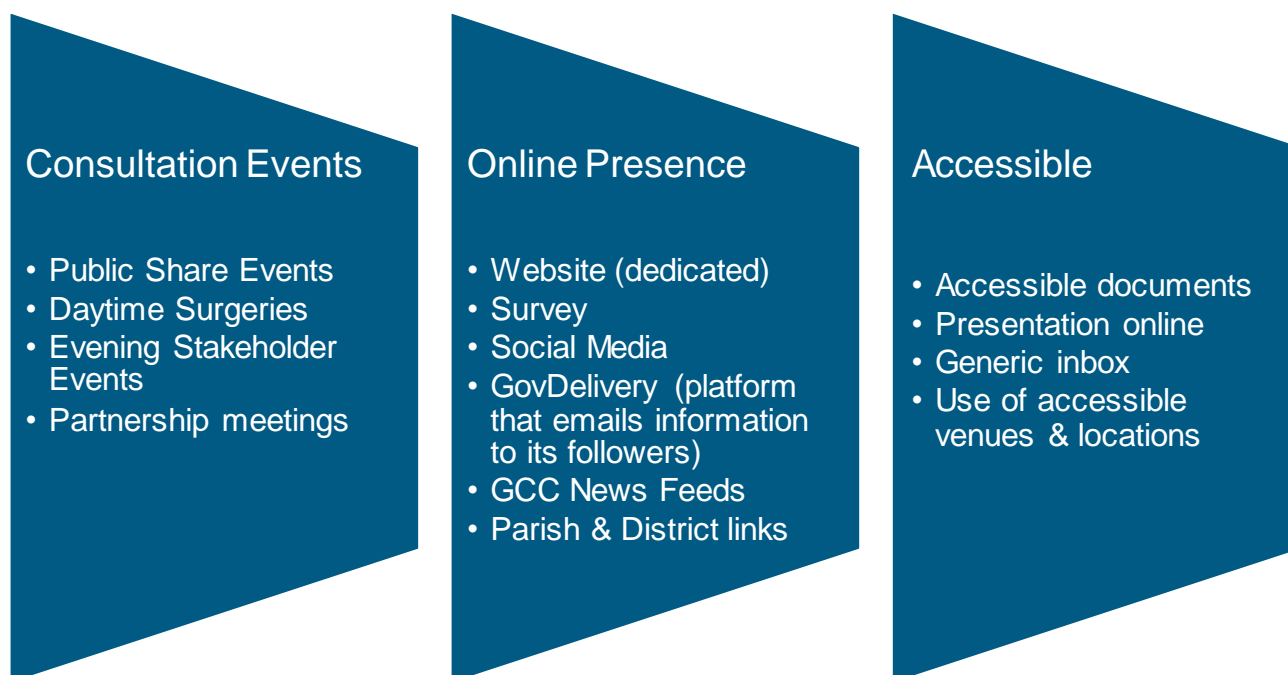 Consultation Events
• Public Share Events
• Daytime Surgeries
• Evening Stakeholder
Events
• Partnership meetings
Online Presence
• Website (dedicated)
• Survey
• Social Media
• GovDelivery (platform
that emails information
to its followers)
• GCC News Feeds
• Parish & District links
Accessible
• Accessible documents
• Presentation online
• Generic inbox
• Use of accessible
venues & locations